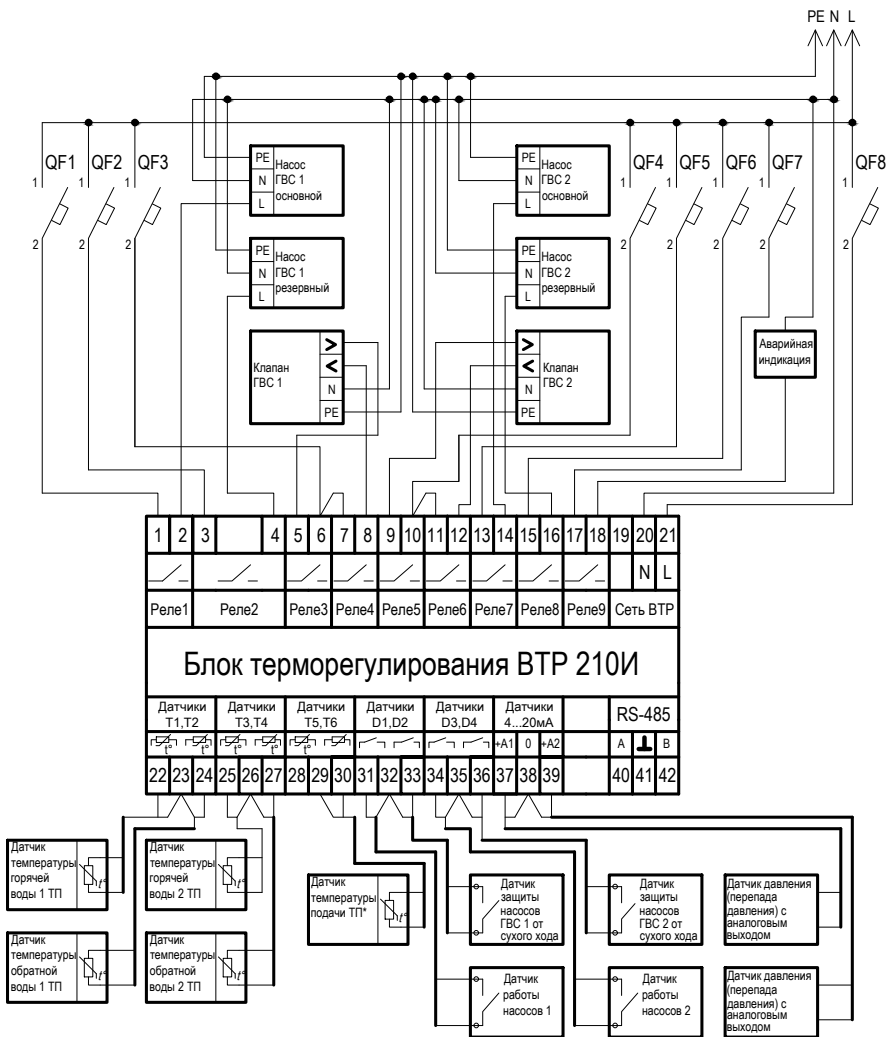 PE N L
QF1 QF2 QF3 QF4 QF5 QF6 QF7 QF8
1 1 1 1 1 1 1 1
2 2 2 2 2 2 2 2
PE
N
L
Насос
ГВС 1
основной
PE
N
L
Насос
ГВС 2
основной
PE
N
L
Насос
ГВС 1
резервный
PE
N
L
Насос
ГВС 2
резервный
Клапан
ГВС 1
>
<
N
PE
>
<
N
PE
Клапан
ГВС 2
Аварийная
индикация
1 2 3 4 5 6 7 8 9 10 11 12 13 14 15 16 17 18 19 20 21
N L
Реле1 Реле2 Реле3 Реле4 Реле5 Реле6 Реле7 Реле8 Реле9 Сеть ВТР
Блок терморегулирования ВТР 210И
Датчики
Т1,Т2
Датчики
Т3,Т4
Датчики
Т5,Т6
Датчики
D1,D2
Датчики
D3,D4
Датчики
4...20мА
RS-485
t° t° t° t° t° +A1 0 +A2 A B
22 23 24 25 26 27 28 29 30 31 32 33 34 35 36 37 38 39 40 41 42
Датчик
температуры
горячей
воды 1 ТП
t°
Датчик
температуры
горячей
воды 2 ТП
t°
Датчик
температуры
подачи ТП*
t°
Датчик
защиты
насосов
ГВС 1 от
сухого хода
Датчик
защиты
насосов
ГВС 2 от
сухого хода
Датчик давления
(перепада
давления) с
аналоговым
выходом
Датчик
температуры
обратной
воды 1 ТП
t°
Датчик
температуры
обратной
воды 2 ТП
t°
Датчик
работы
насосов 1
Датчик
работы
насосов 2
Датчик давления
(перепада
давления) с
аналоговым
выходом